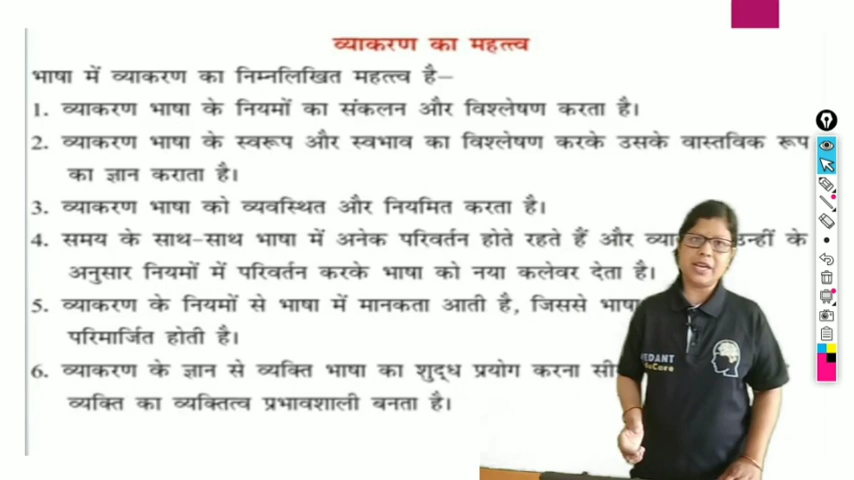 व्याकरण का महत्त्व
भाषा में व्याकरण का निम्नलिखित महत्त्व है–
1. व्याकरण भाषा के नियमों का संकलन और विश्लेषण करता है।
2. व्याकरण भाषा के स्वरूप और स्वभाव का विश्लेषण करके उसके वास्तविक रूप
का ज्ञान कराता है।
3. व्याकरण भाषा को व्यवस्थित और नियमित करता है।
4. समय के साथ-साथ भाषा में अनेक परिवर्तन होते रहते हैं और उन्हीं के
अनुसार नियमों में परिवर्तन करके भाषा को नया कलेवर देता है।
5. व्याकरण के नियमों से भाषा में मानकता आती है, जिससे भाषा
परिमार्जित होती है।
6. व्याकरण के ज्ञान से व्यक्ति भाषा का शुद्ध प्रयोग करना
व्यक्ति का व्यक्तित्व प्रभावशाली बनता है।